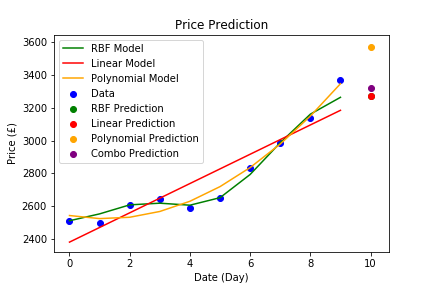 Price Prediction
3600
3400
3200
3000
2800
2600
2400
Price (£)
RBF Model
Linear Model
Polynomial Model
Data
RBF Prediction
Linear Prediction
Polynomial Prediction
Combo Prediction
0 2 4 6 8 10
Date (Day)